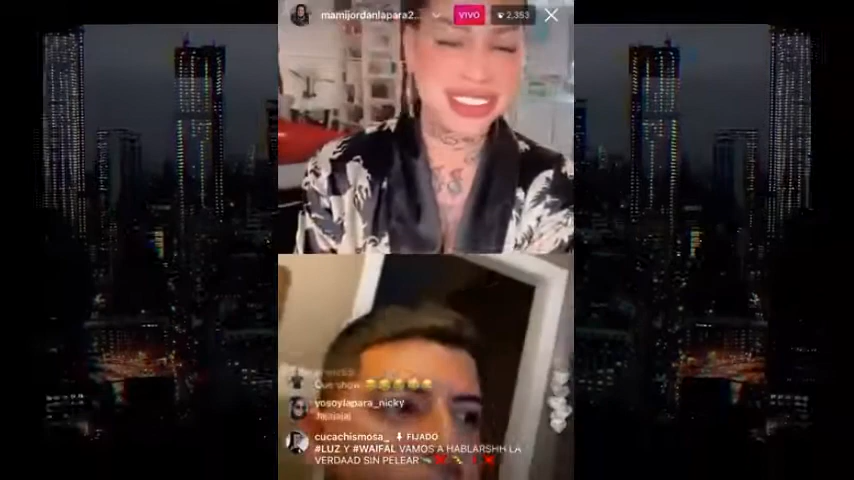 mamijordanlapara2...
VIVO
2,353
Que show
yosoylapara_nicky
cucachismosa_ FIJADO
#LUZ Y #WAIFAL VAMOS A HABLARSHH LA
VERDAAD SIN PELEAR